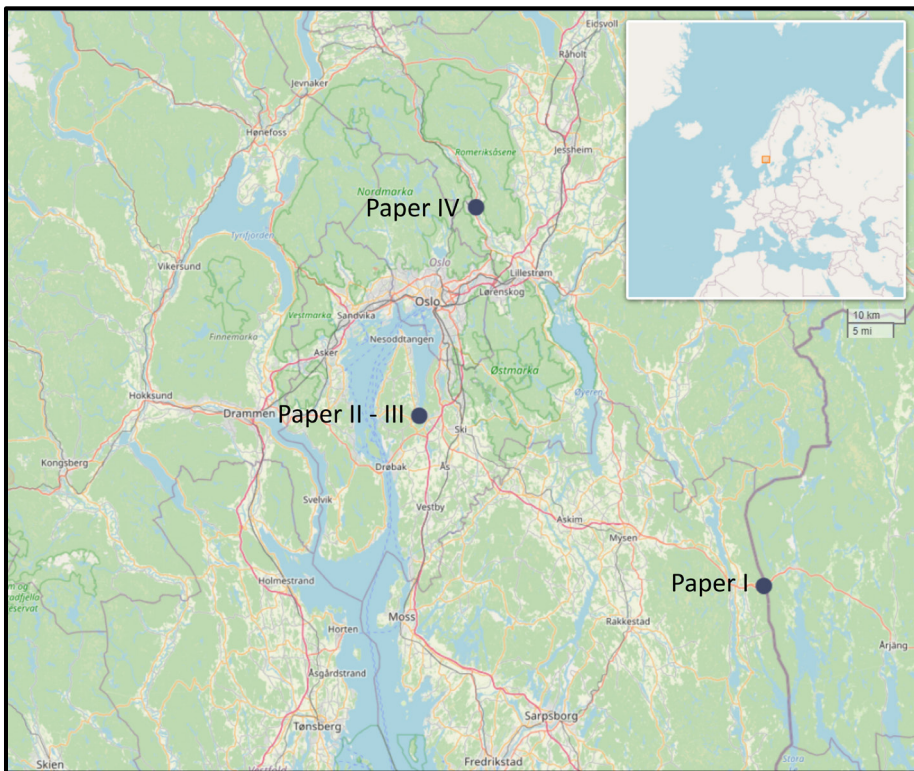 Eidsvoll
Råholt
Jevnaker
Hønefoss
Jessheim
Romeriksåsene
Nordmarka
Paper IV
Tyrifjorden
Vikersund
Oslo
Lillestrøm
Lørenskog
Oslo
Vestmarka
Sandvika
10 km
5 mi
Finnemarka
Nesoddtangen
Asker
Østmarka
Øyeren
Hokksund
Drammen
Paper II - III
Ski
Kongsberg
Drøbak
Ås
Svelvik
Vestby
Askim
Mysen
Holmestrand
Paper I
Moss
Horten
Rakkestad
Årjäng
Åsgårdstrand
Tønsberg
Sarpsborg
Skien
Fredrikstad
Stora